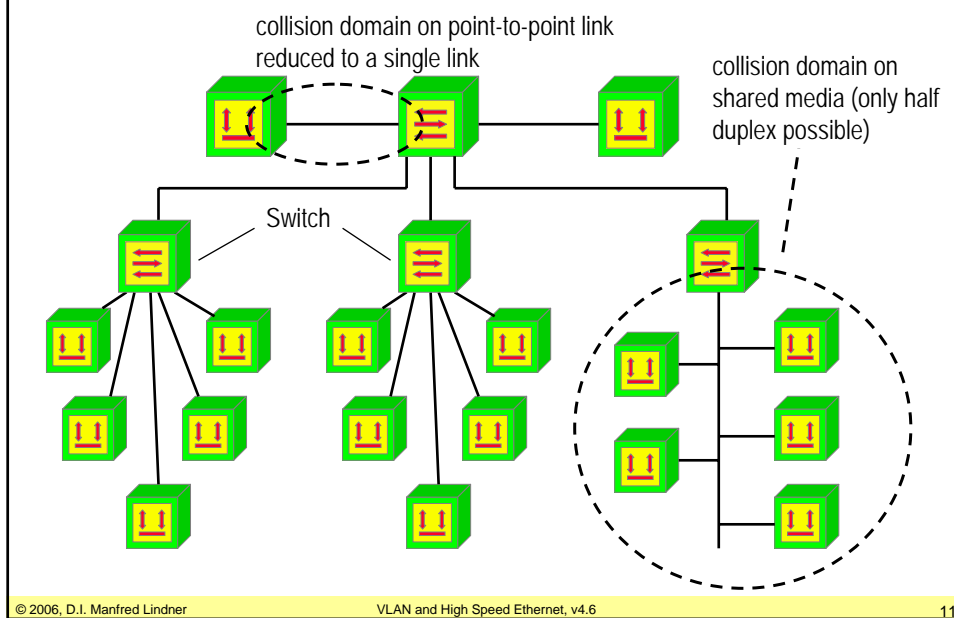 collision domain on point-to-point link
reduced to a single link
collision domain on
shared media (only half
duplex possible)
Switch
© 2006, D.I. Manfred Lindner
VLAN and High Speed Ethernet, v4.6
11